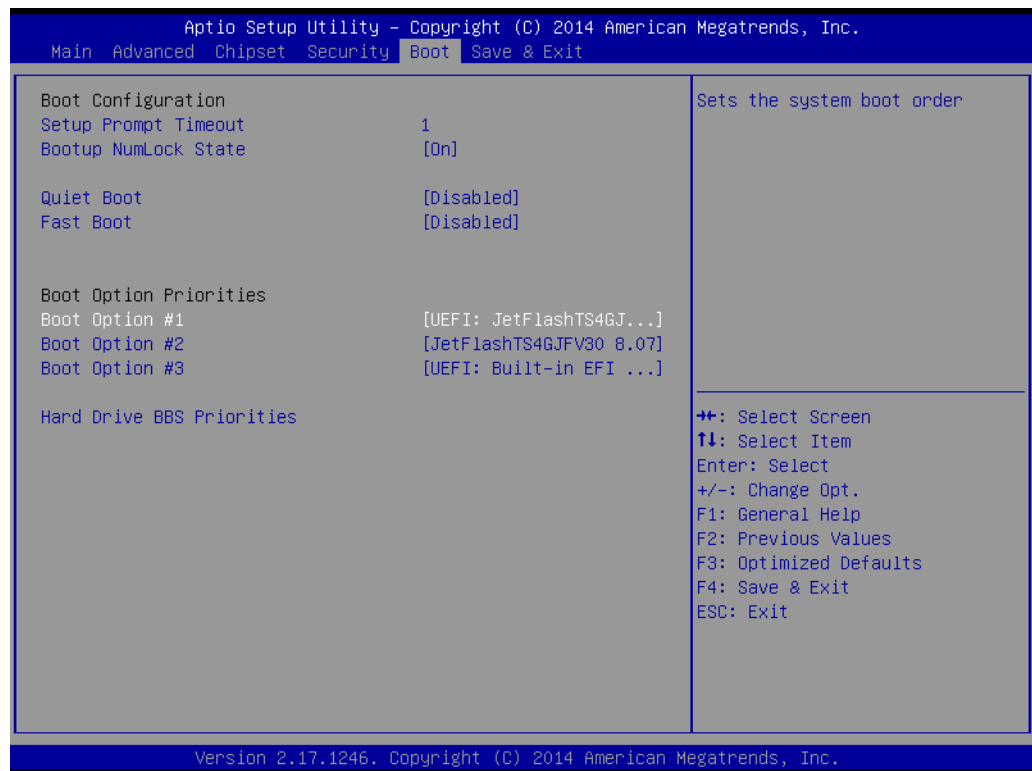 Aptio Setup Utility – Copyright (C) 2014 American Megatrends, Inc.
Main Advanced Chipset Security Boot Save & Exit
Boot Configuration
Setup Prompt Timeout 1
Bootup NumLock State [On]
Quiet Boot [Disabled]
Fast Boot [Disabled]
Boot Option Priorities
Boot Option #1 [UEFI: JetFlashTS4GJ...]
Boot Option #2 [JetFlashTS4GJFV30 8.07]
Boot Option #3 [UEFI: Built-in EFI ...]
Hard Drive BBS Priorities
Sets the system boot order
→←: Select Screen
↑↓: Select Item
Enter: Select
+/-: Change Opt.
F1: General Help
F2: Previous Values
F3: Optimized Defaults
F4: Save & Exit
ESC: Exit
Version 2.17.1246. Copyright (C) 2014 American Megatrends, Inc.